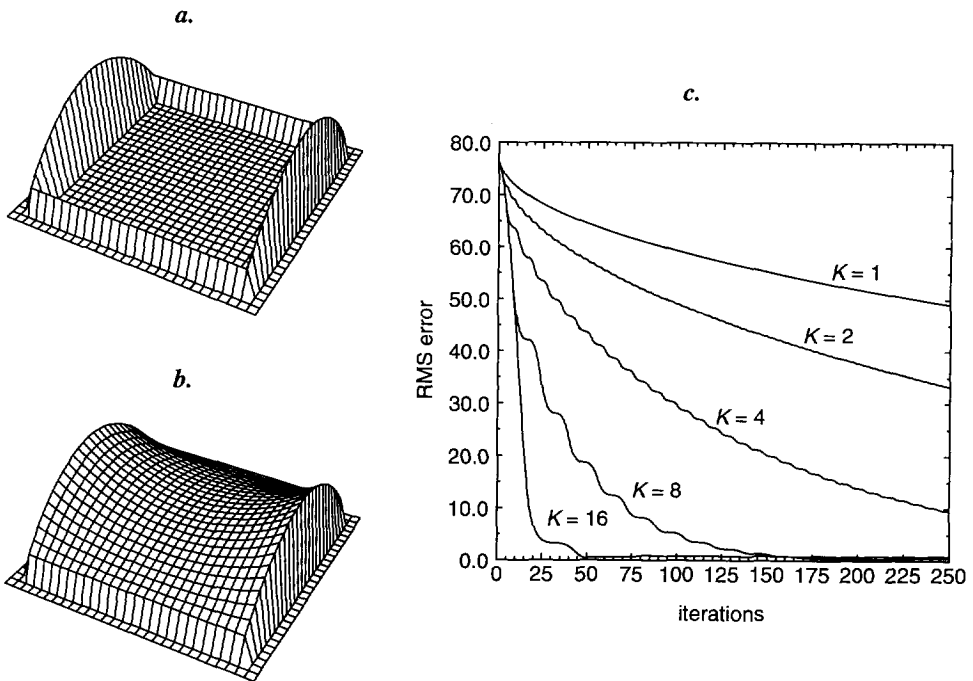 a.
b.
c.
RMS error
80.0
70.0
60.0
50.0
40.0
30.0
20.0
10.0
0.0
K = 1
K = 2
K = 4
K = 8
K = 16
0 25 50 75 100 125 150 175 200 225 250
iterations